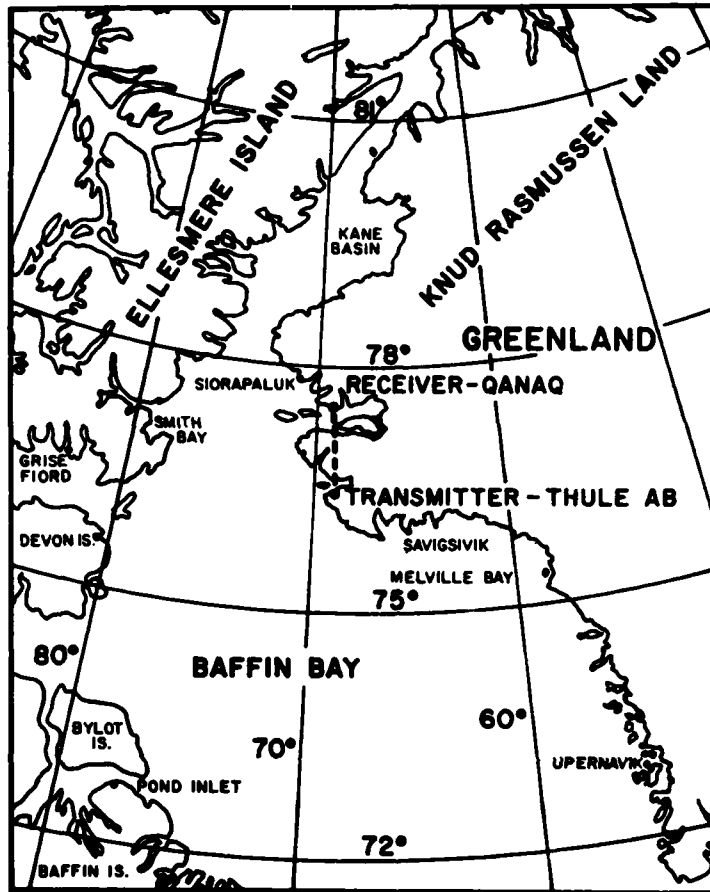 81°
ELLESMERE ISLAND
KNUD RASMUSSEN LAND
KANE
BASIN
GREENLAND
78°
SIORAPALUK
RECEIVER-QANAQ
SMITH
BAY
GRISE
FIORD
TRANSMITTER-THULE AB
DEVON IS.
SAVIGSIVIK
MELVILLE BAY
75°
80°
BAFFIN BAY
BYLOT
IS.
70°
60°
UPERNAVIK
POND INLET
72°
BAFFIN IS.